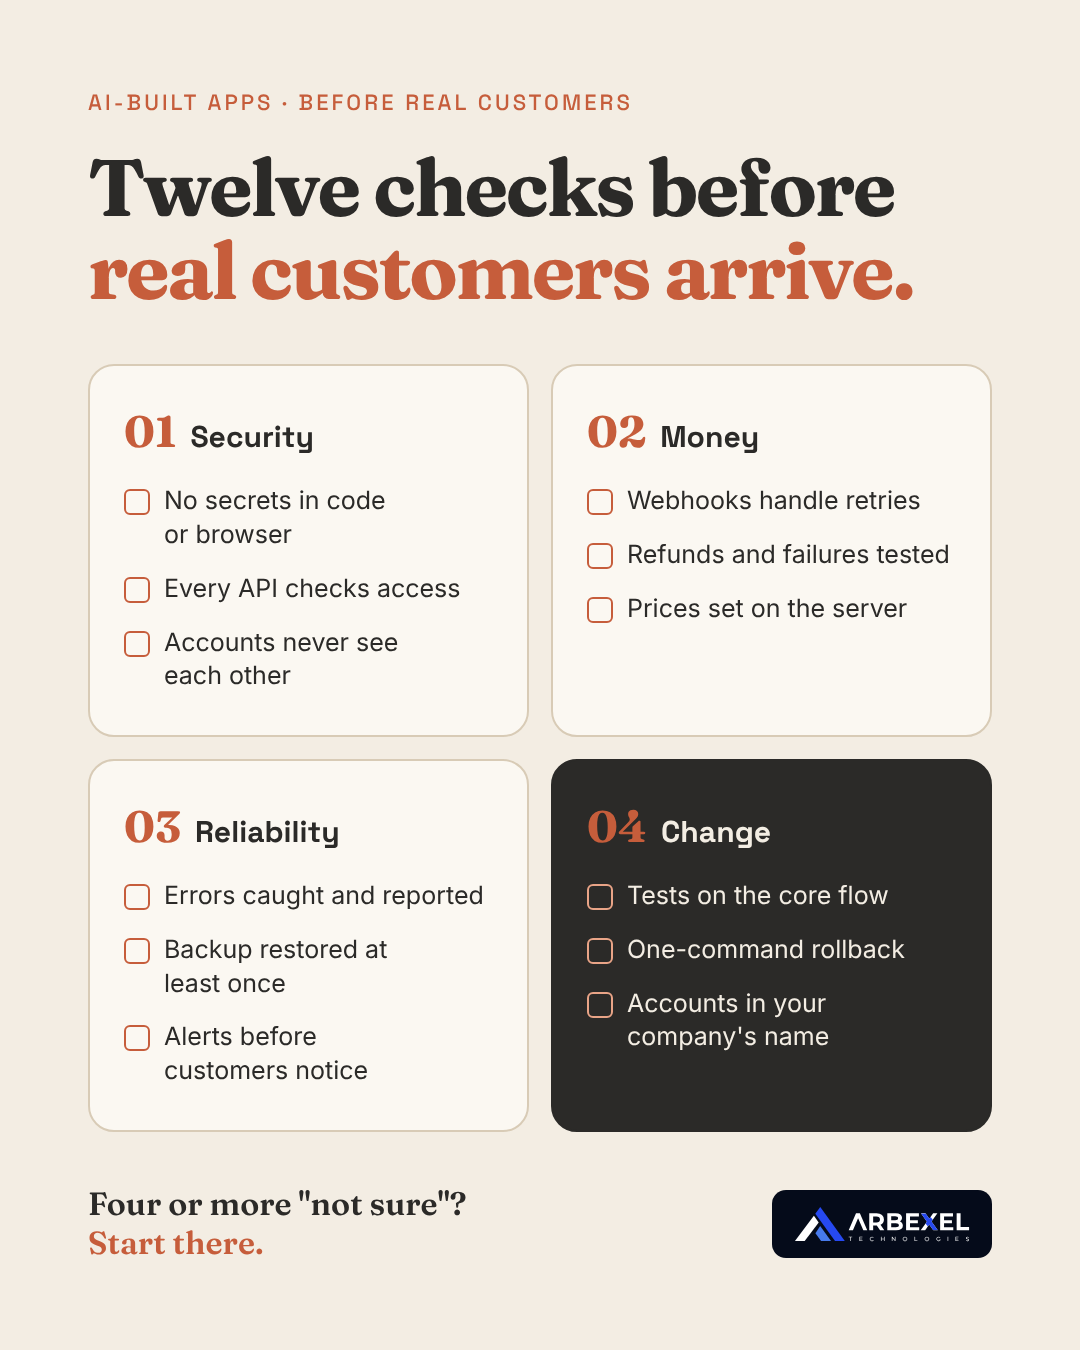 AI-BUILT APPS · BEFORE REAL CUSTOMERS
Twelve checks before
real customers arrive.
01 Security
No secrets in code
or browser
Every API checks access
Accounts never see
each other
02 Money
Webhooks handle retries
Refunds and failures tested
Prices set on the server
03 Reliability
Errors caught and reported
Backup restored at
least once
Alerts before
customers notice
04 Change
Tests on the core flow
One-command rollback
Accounts in your
company's name
Four or more "not sure"?
Start there.
ARBEXEL
TECHNOLOGIES